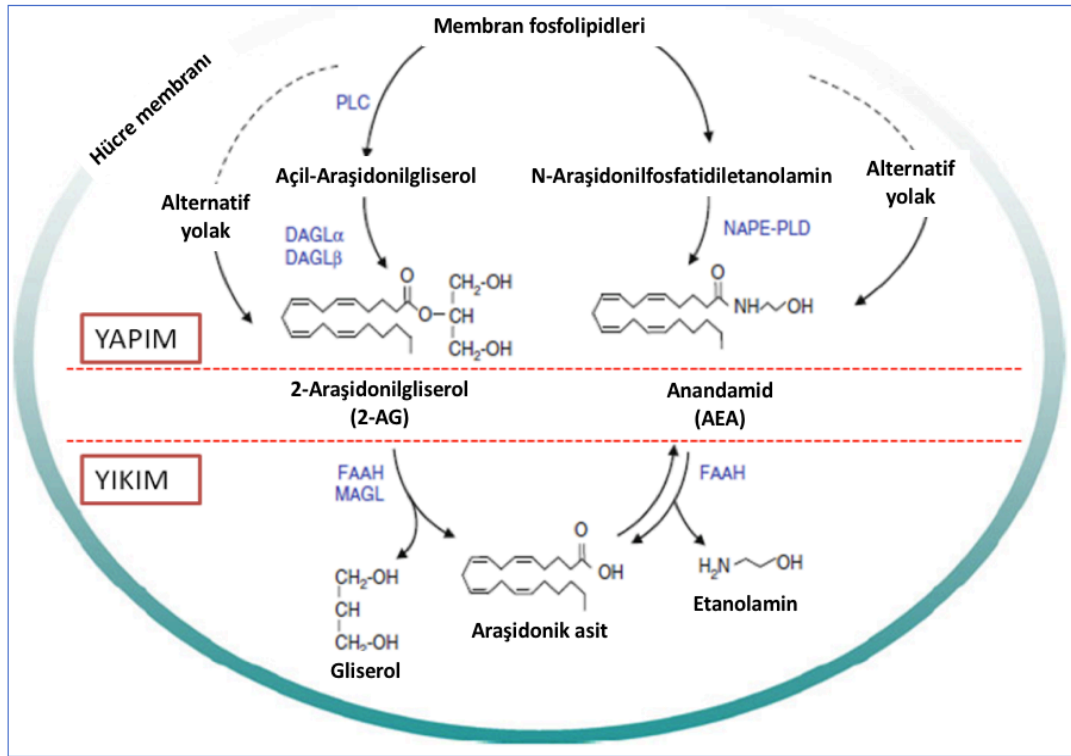 Membran fosfolipidleri
Hücre membranı
PLC
Açil-Araşidonilgliserol
N-Araşidonilfosfatidiletanolamin
Alternatif
yolak
Alternatif
yolak
DAGLα
DAGLβ
NAPE-PLD
O
CH2-OH
O
CH
CH2-OH
O
NH
OH
YAPIM
2-Araşidonilgliserol
(2-AG)
Anandamid
(AEA)
YIKIM
FAAH
MAGL
FAAH
CH2-OH
CH
CH2-OH
Gliserol
O
OH
Araşidonik asit
H2N
OH
Etanolamin